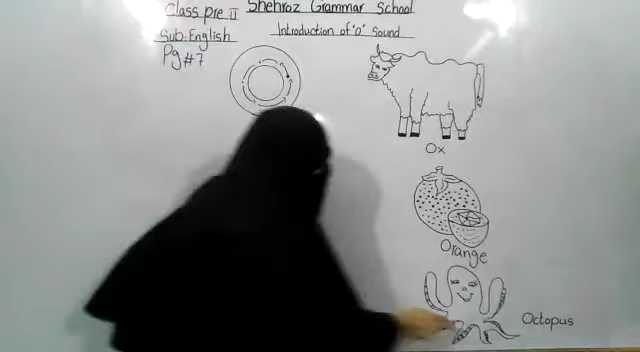 Class pre II
Shehroz Grammar School
Sub. English
Introduction of "o" Sound
Pg #7
Ox
Orange
Octopus